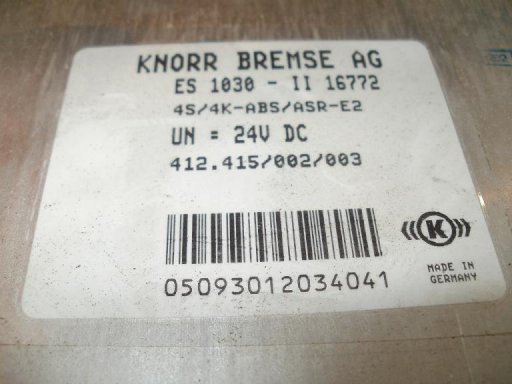 KNORR BREMSE AG
ES 1030 - II 16772
4S/4K-ABS/ASR-E2
UN = 24V DC
412.415/002/003
K
05093012034041
MADE IN
GERMANY